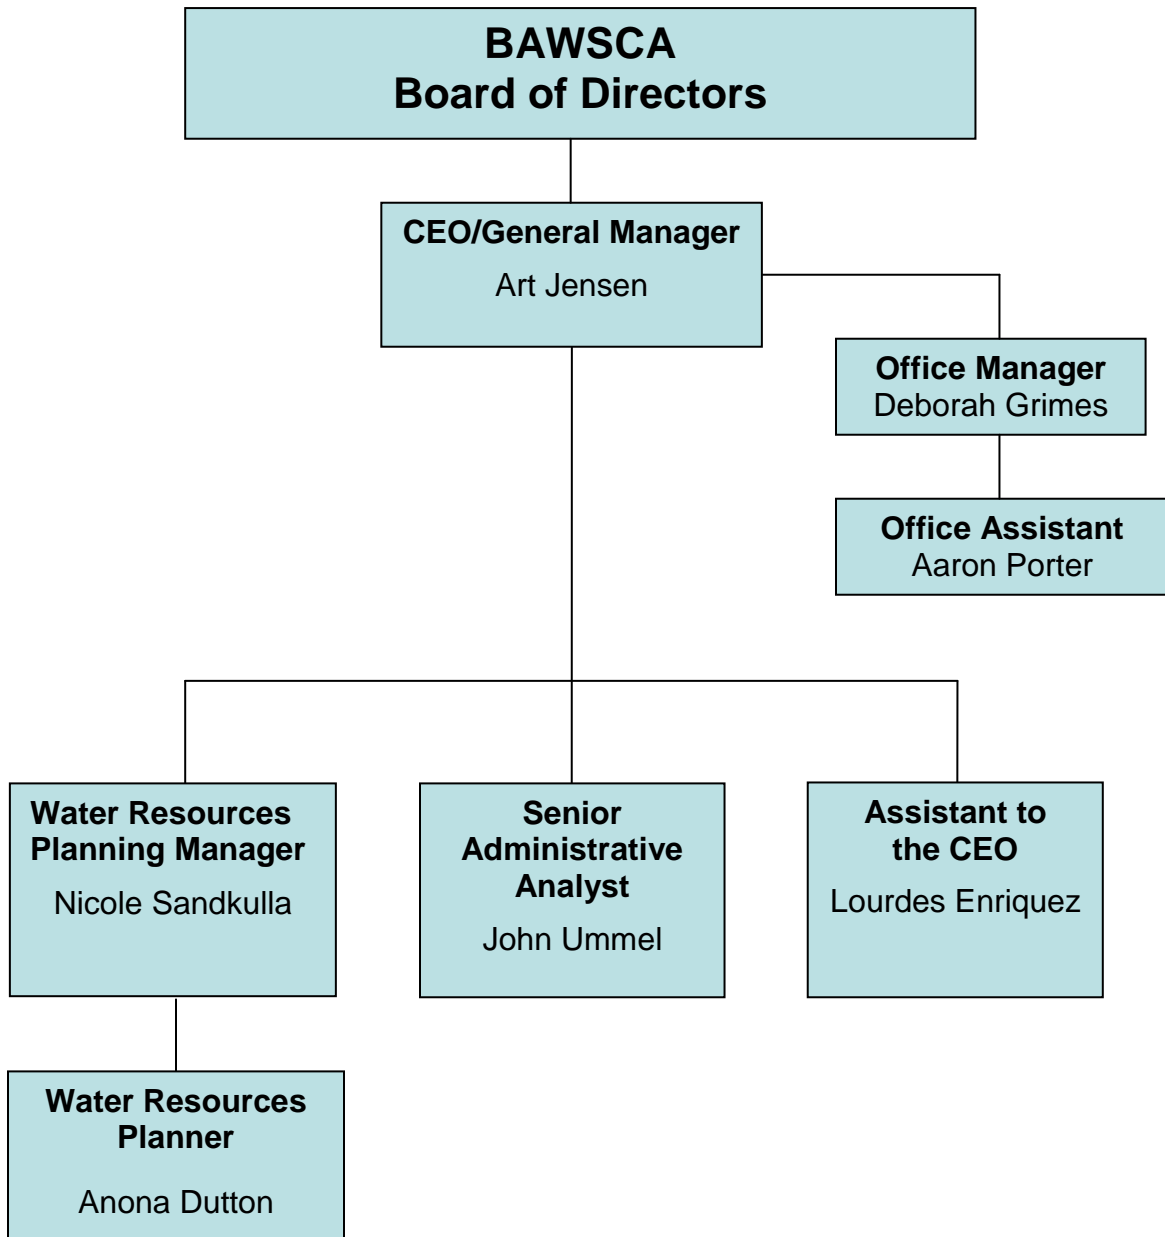 BAWSCA
Board of Directors
CEO/General Manager
Art Jensen
Office Manager
Deborah Grimes
Office Assistant
Aaron Porter
Water Resources
Planning Manager
Nicole Sandkulla
Senior
Administrative
Analyst
John Ummel
Assistant to
the CEO
Lourdes Enriquez
Water Resources
Planner
Anona Dutton